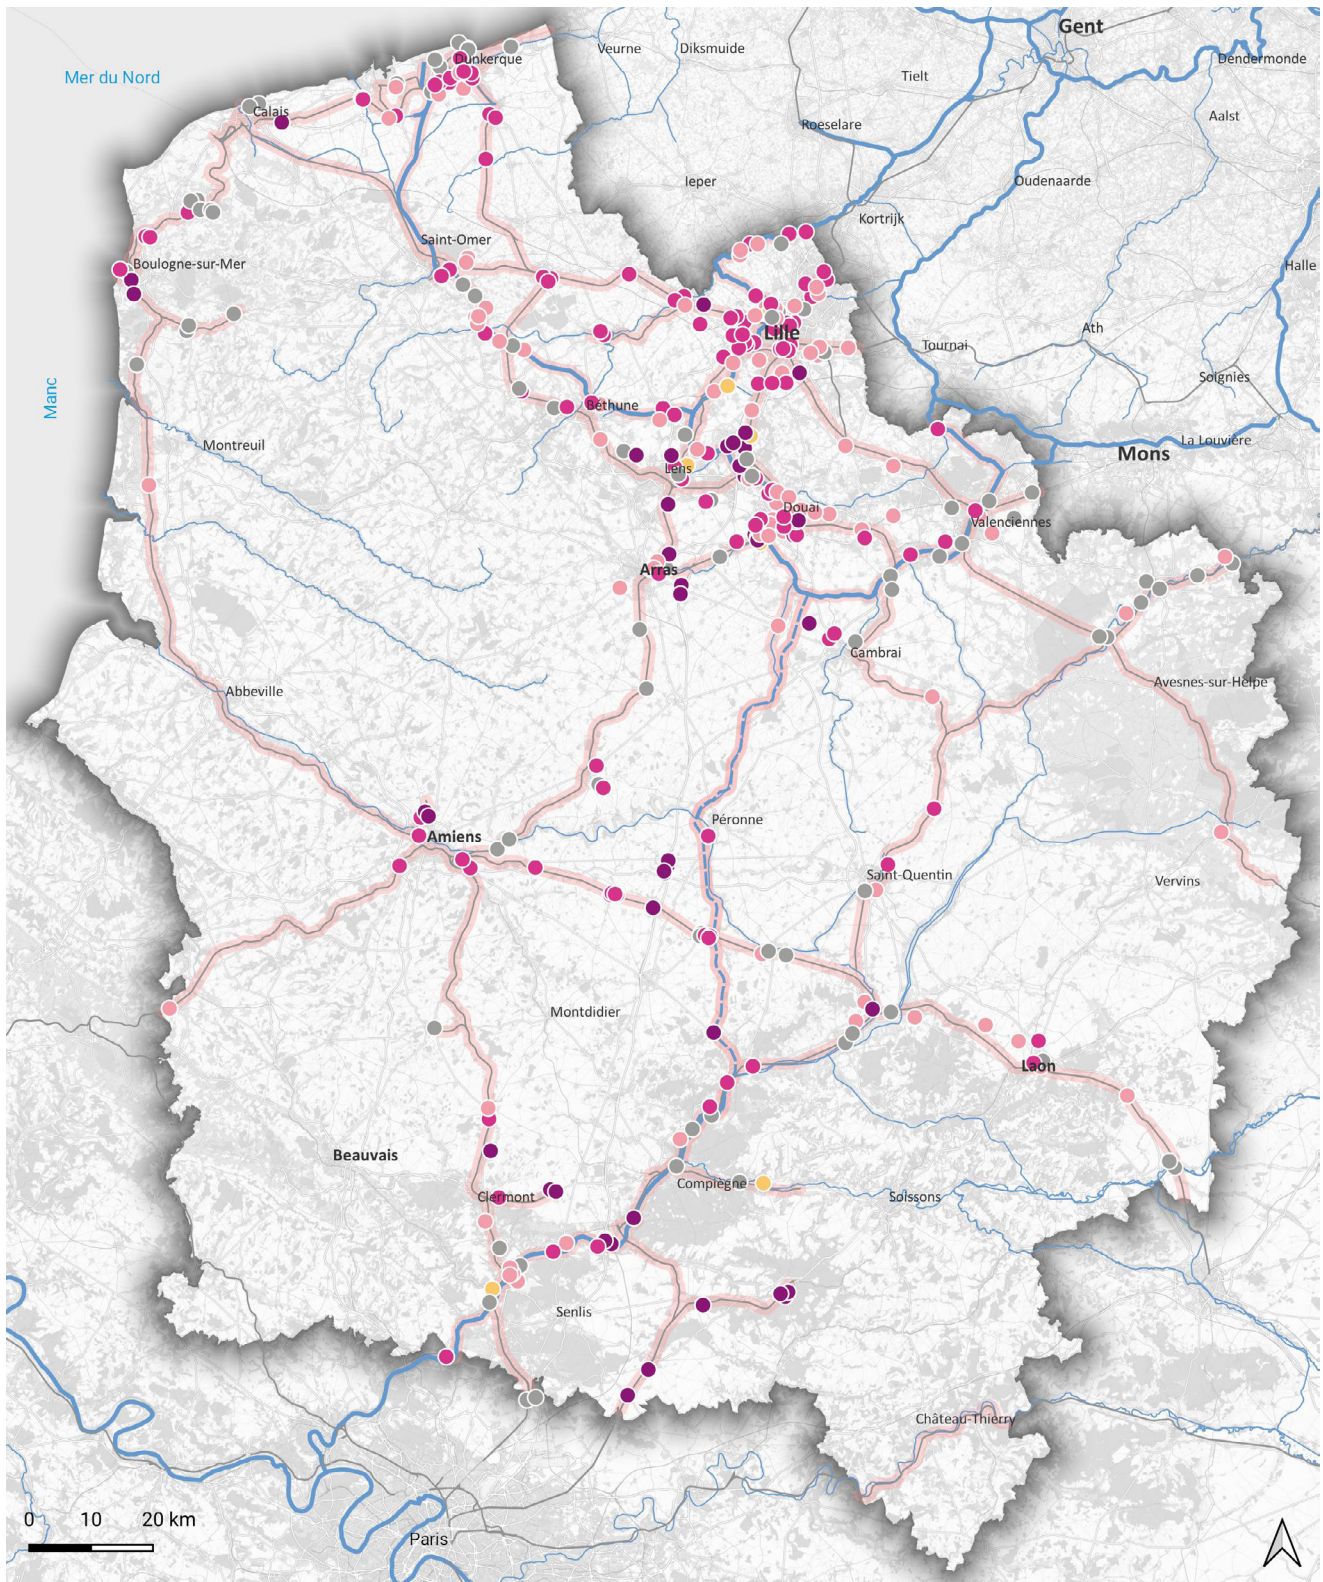 Gent
Veurne
Diksmuide
Dunkerque
Dendermonde
Mer du Nord
Tielt
Calais
Aalst
Roeselare
Ieper
Oudenaarde
Kortrijk
Saint-Omer
Boulogne-sur-Mer
Halle
Ath
Lille
Tournai
Soignies
Manc
Béthune
Montreuil
La Louvière
Mons
Lens
Douai
Valenciennes
Arras
Cambrai
Avesnes-sur-Helpe
Abbeville
Péronne
Amiens
Saint-Quentin
Vervins
Montdidier
Laon
Beauvais
Compiègne
Clermont
Soissons
Senlis
Château-Thierry
0 10 20 km
Paris